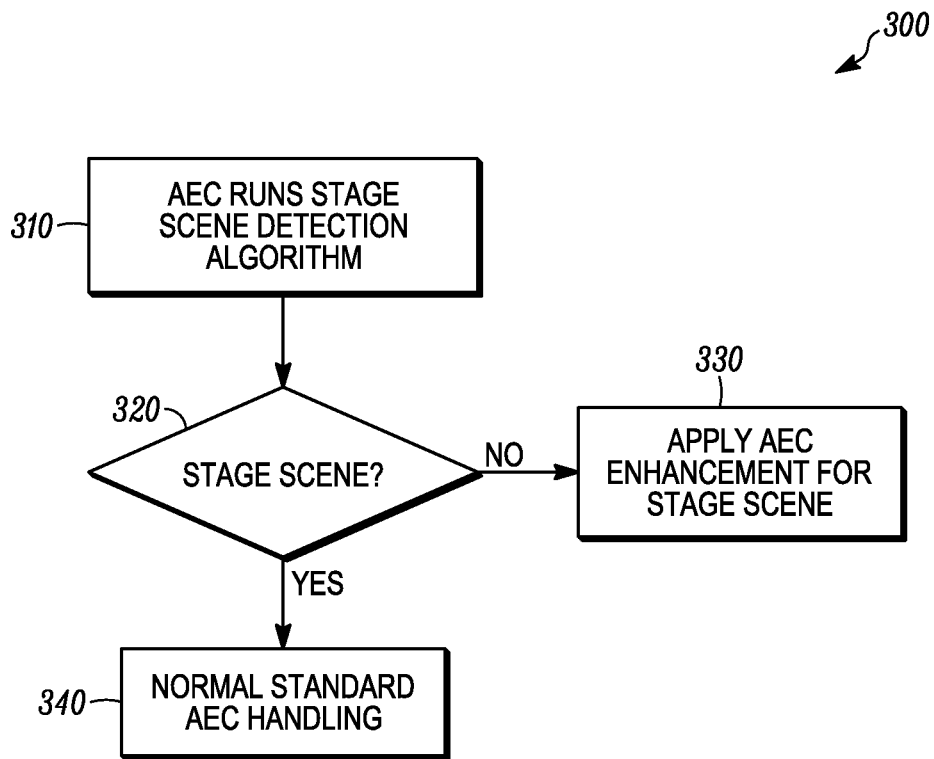 300
310
AEC RUNS STAGE
SCENE DETECTION
ALGORITHM
320
STAGE SCENE?
NO
330
APPLY AEC
ENHANCEMENT FOR
STAGE SCENE
YES
340
NORMAL STANDARD
AEC HANDLING